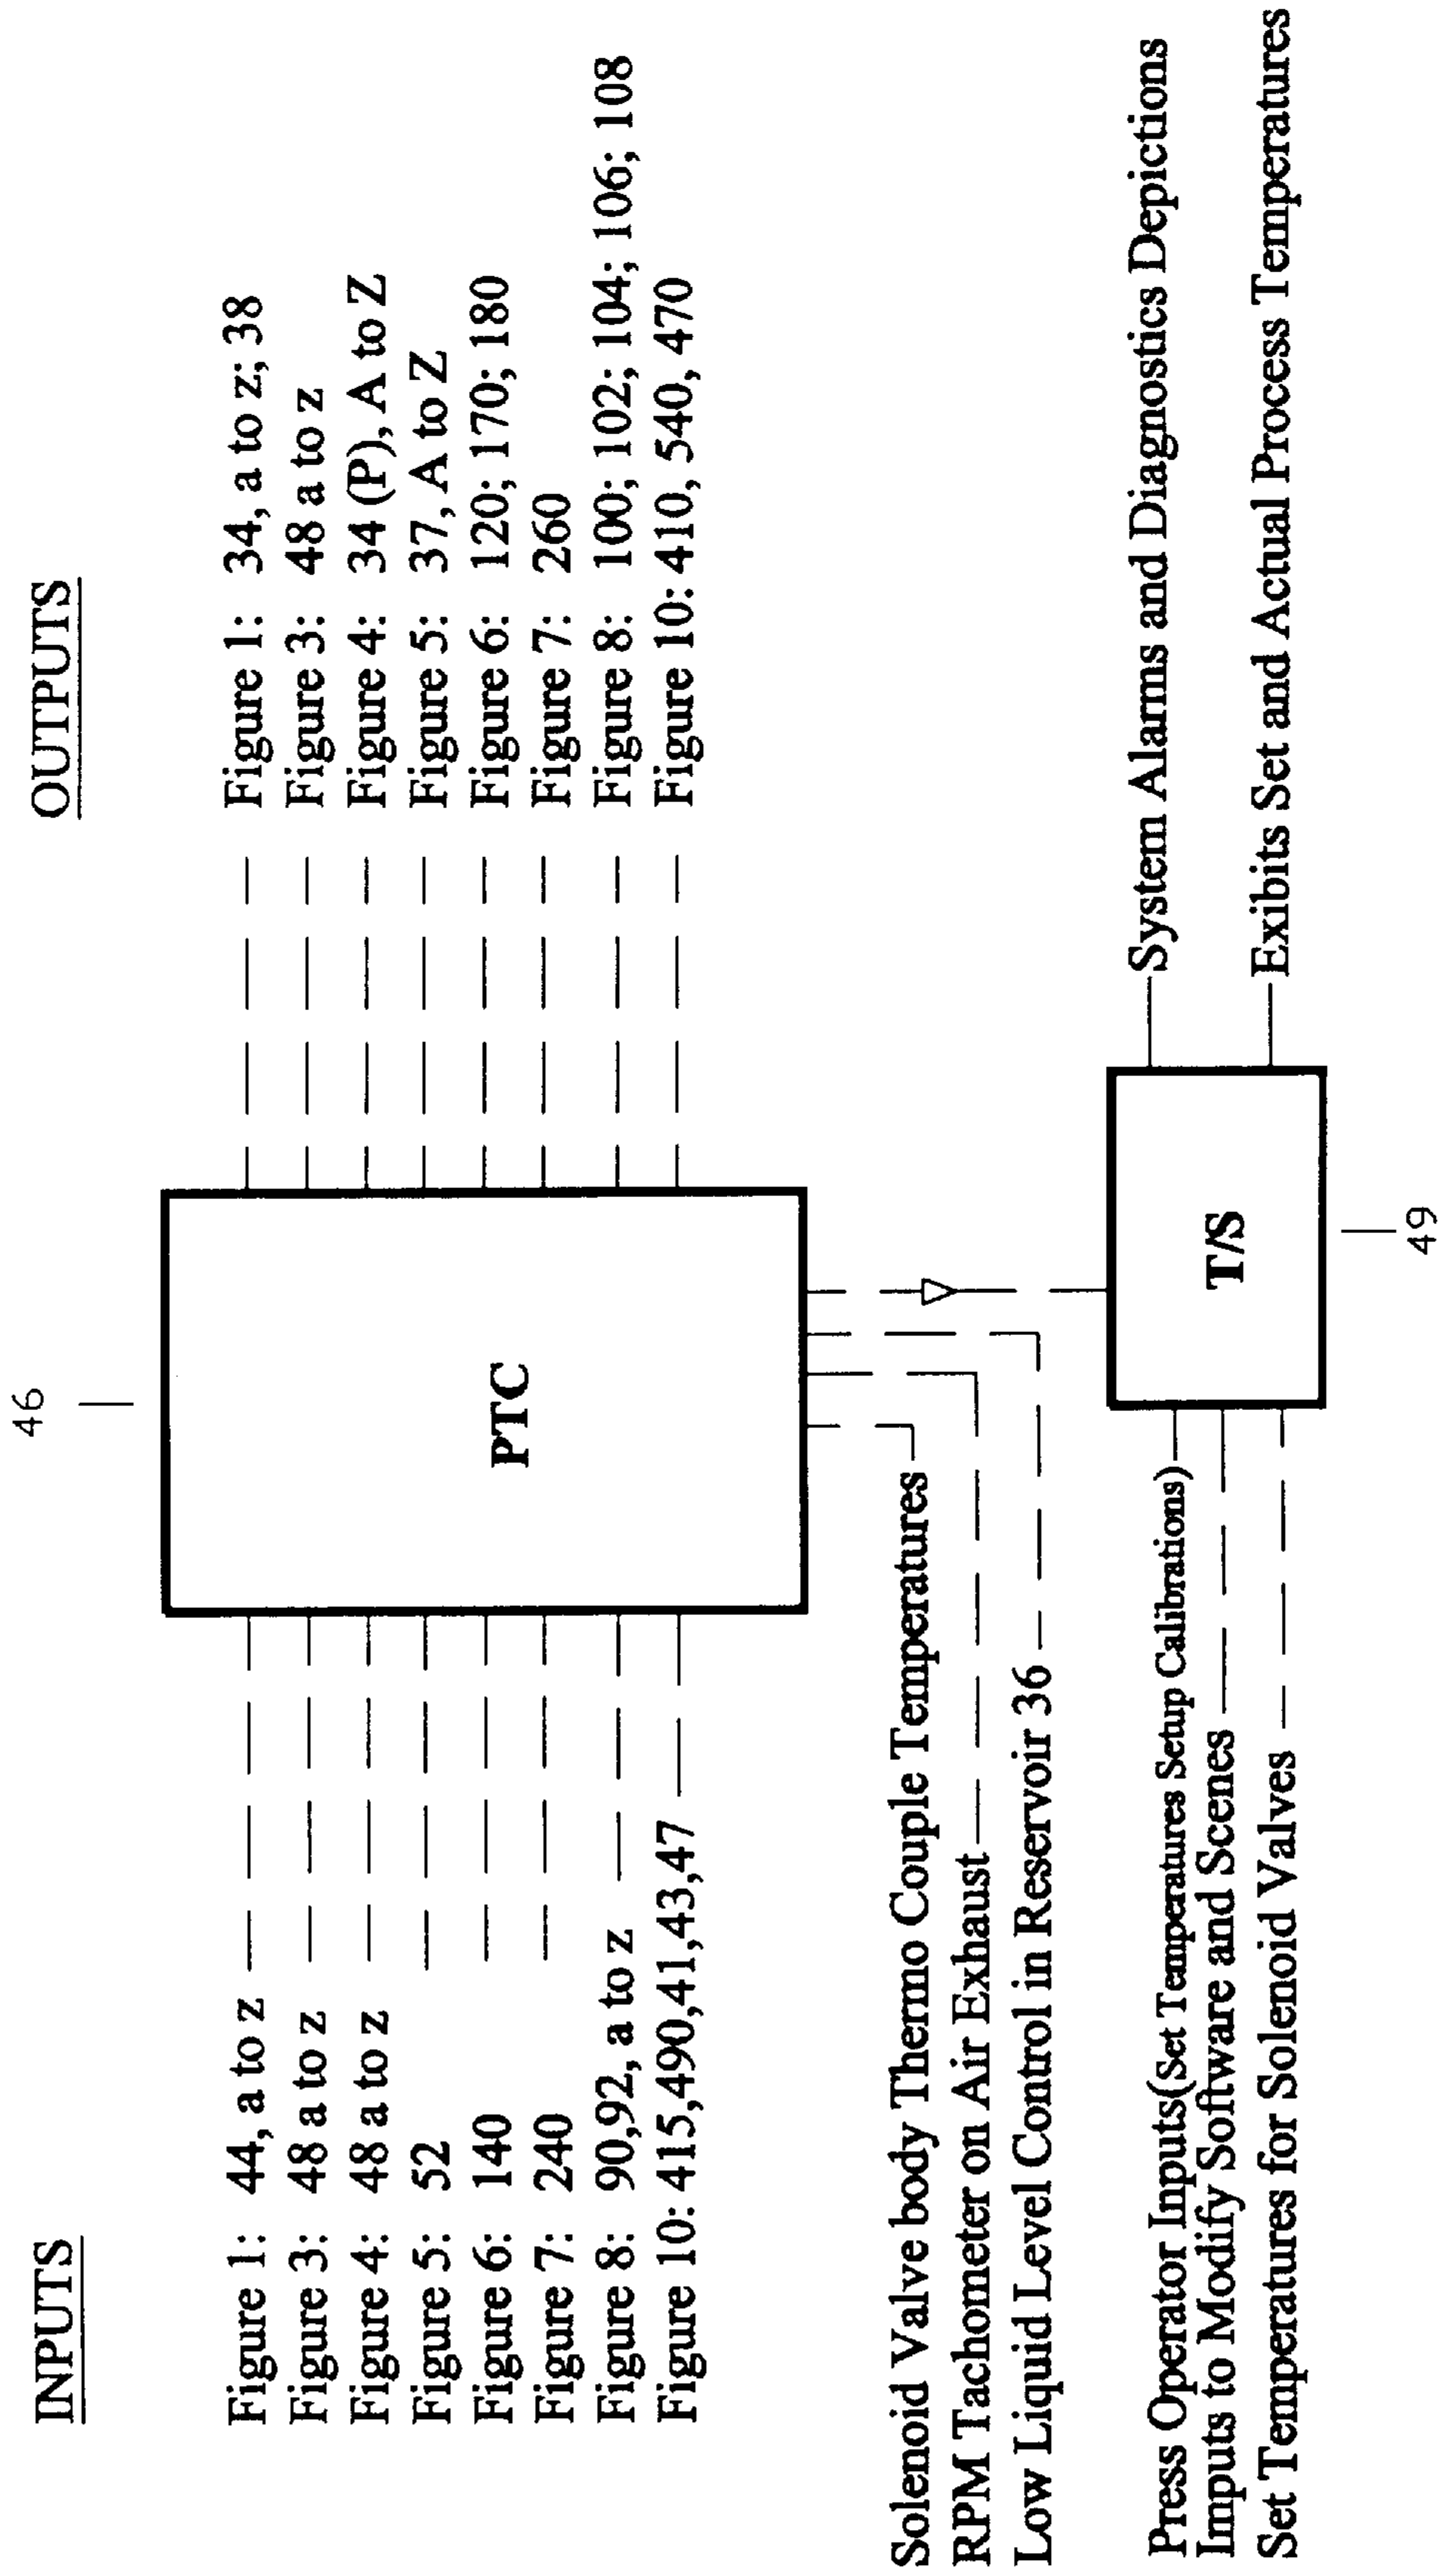 46
INPUTS
OUTPUTS
Figure 1: 44, a to z
Figure 3: 48 a to z
Figure 4: 48 a to z
Figure 5: 52
Figure 6: 140
Figure 7: 240
Figure 8: 90,92, a to z
Figure 10: 415,490,41,43,47
PTC
Figure 1: 34, a to z; 38
Figure 3: 48 a to z
Figure 4: 34 (P), A to Z
Figure 5: 37, A to Z
Figure 6: 120; 170; 180
Figure 7: 260
Figure 8: 100; 102; 104; 106; 108
Figure 10: 410, 540, 470
Solenoid Valve body Thermo Couple Temperatures
RPM Tachometer on Air Exhaust
Low Liquid Level Control in Reservoir 36
Press Operator Inputs(Set Temperatures Setup Calibrations)
Imputs to Modify Software and Scenes
Set Temperatures for Solenoid Valves
T/S
System Alarms and Diagnostics Depictions
Exibits Set and Actual Process Temperatures
49